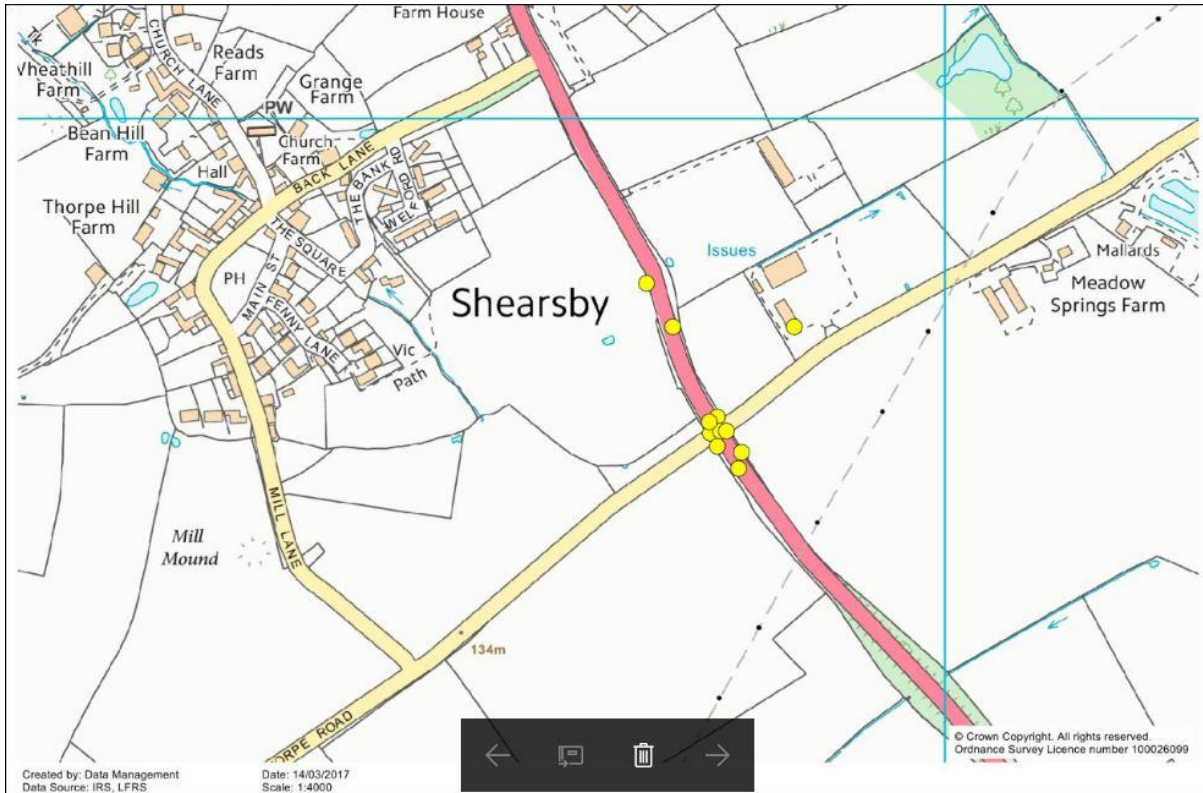 Farm House
Tk
CHURCH LANE
Reads
Farm
Wheathill
Farm
Grange
Farm
PW
Bean Hill
Farm
Church
Farm
Hall
BACK LANE
THE BANK
WELFORD RD
Thorpe Hill
Farm
THE SQUARE
PH
MAIN ST
FENNY LANE
Vic
Path
Shearsby
Issues
Mallards
Meadow
Springs Farm
Mill
Mound
MILL LANE
134m
ORPE ROAD
© Crown Copyright. All rights reserved.
Ordnance Survey Licence number 100026099
Created by: Data Management
Data Source: IRS, LFRS
Date: 14/03/2017
Scale: 1:4000